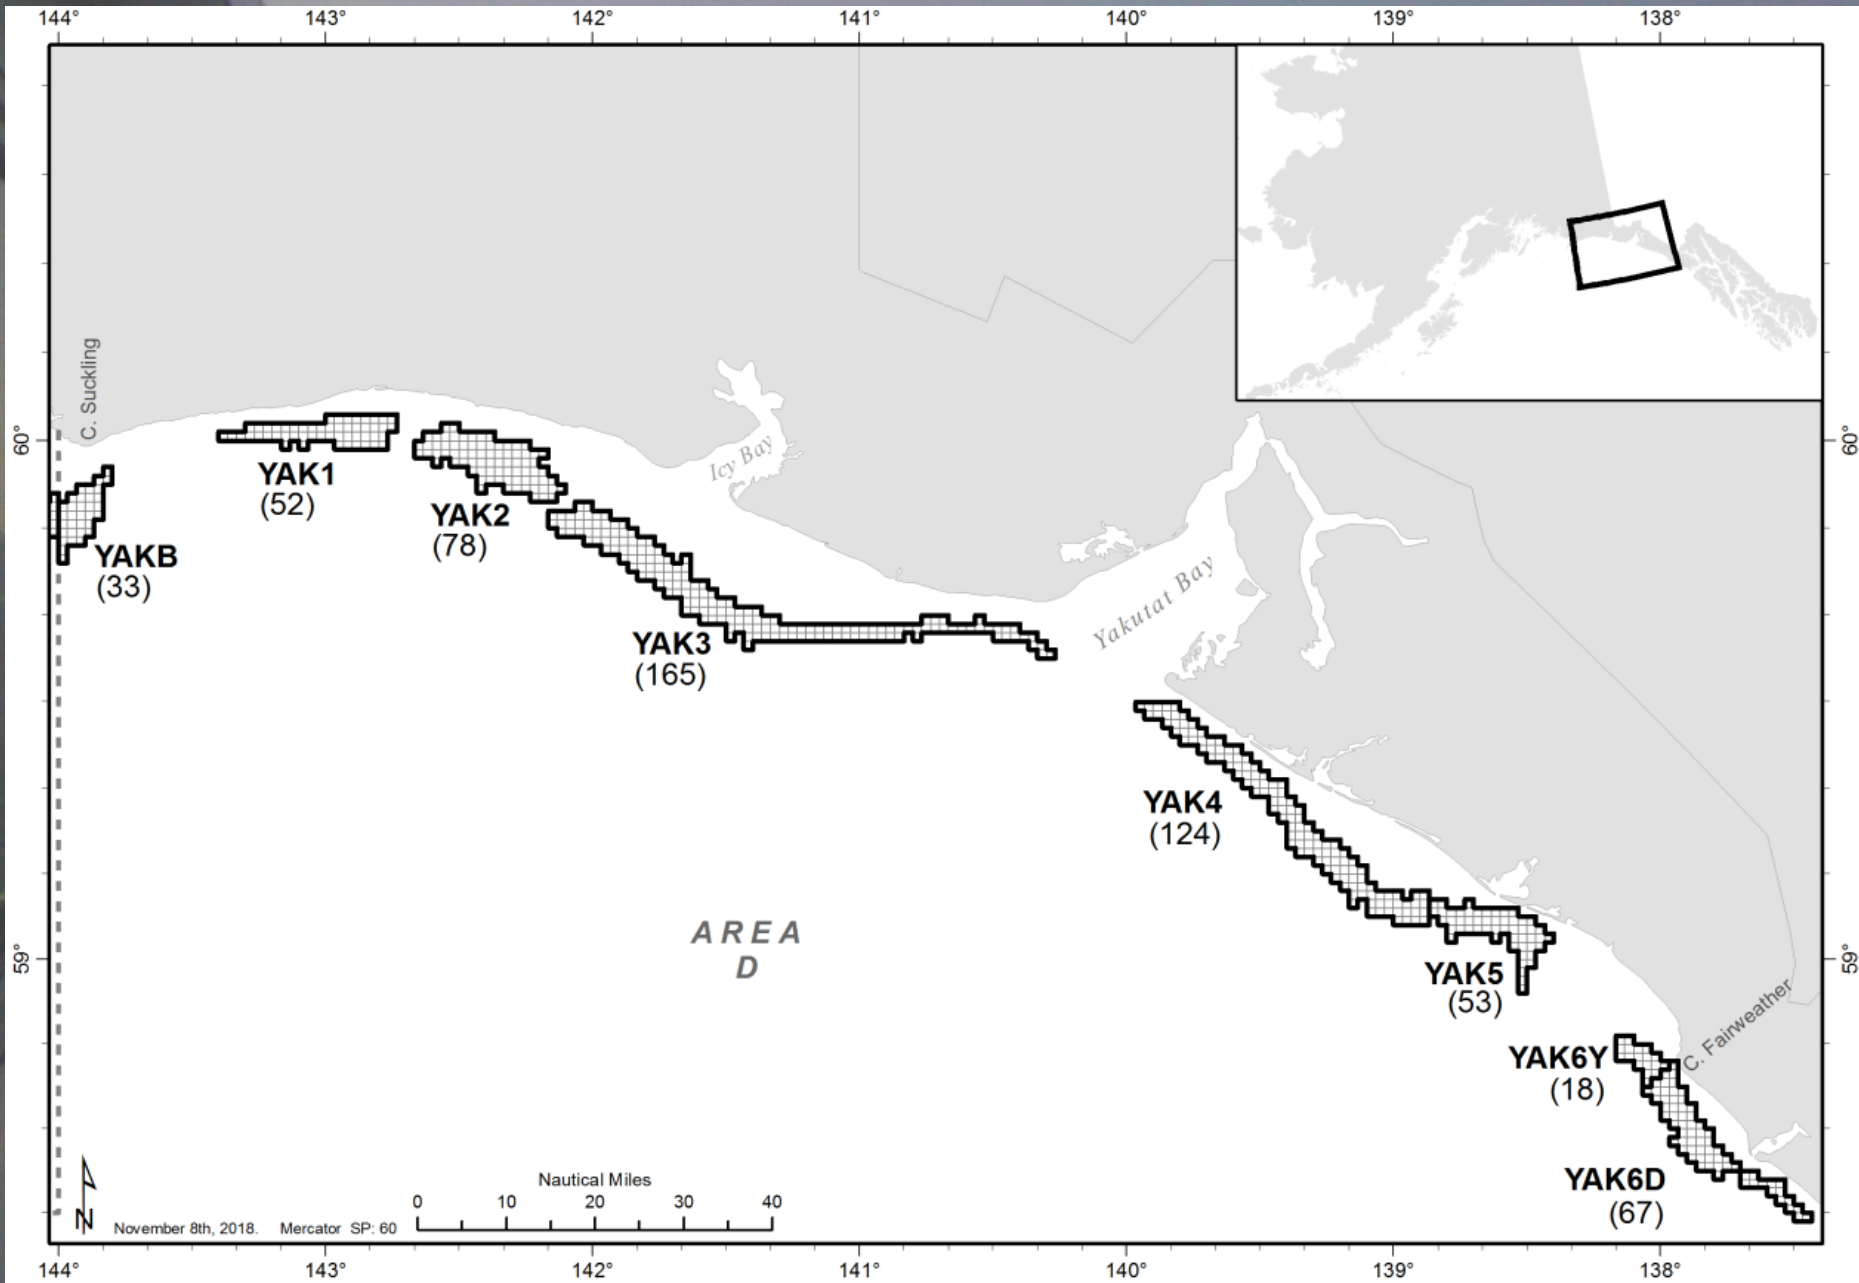 144° 143° 142° 141° 140° 139° 138°
C. Suckling
60° 60°
Icy Bay
YAK1
(52)
YAK2
(78)
YAKB
(33)
Yakutat Bay
YAK3
(165)
YAK4
(124)
AREA
D
59° 59°
YAK5
(53)
C. Fairweather
YAK6Y
(18)
YAK6D
(67)
Nautical Miles
0 10 20 30 40
N
November 8th, 2018. Mercator SP: 60
144° 143° 142° 141° 140° 139° 138°